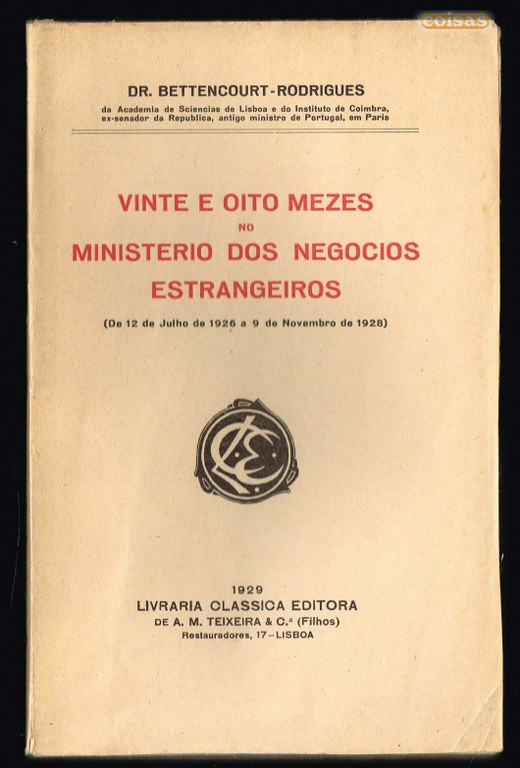 coisas
DR. BETTENCOURT-RODRIGUES
da Academia de Sciencias de Lisboa e do Instituto de Coimbra,
ex-senador da Republica, antigo ministro de Portugal, em Paris
VINTE E OITO MEZES
NO
MINISTERIO DOS NEGOCIOS
ESTRANGEIROS
(De 12 de Julho de 1926 a 9 de Novembro de 1928)
LCE
1929
LIVRARIA CLASSICA EDITORA
DE A. M. TEIXEIRA & C.ª (Filhos)
Restauradores, 17-LISBOA